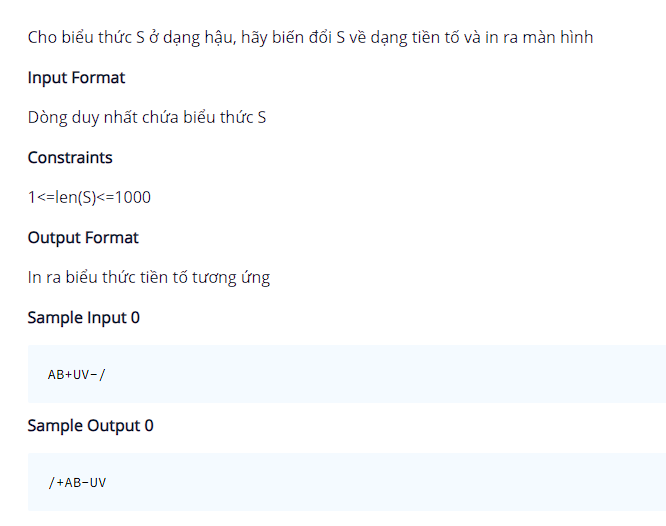 Cho biểu thức S ở dạng hậu, hãy biến đổi S về dạng tiền tố và in ra màn hình
Input Format
Dòng duy nhất chứa biểu thức S
Constraints
1<=len(S)<=1000
Output Format
In ra biểu thức tiền tố tương ứng
Sample Input 0
AB+UV-/
Sample Output 0
/+AB-UV